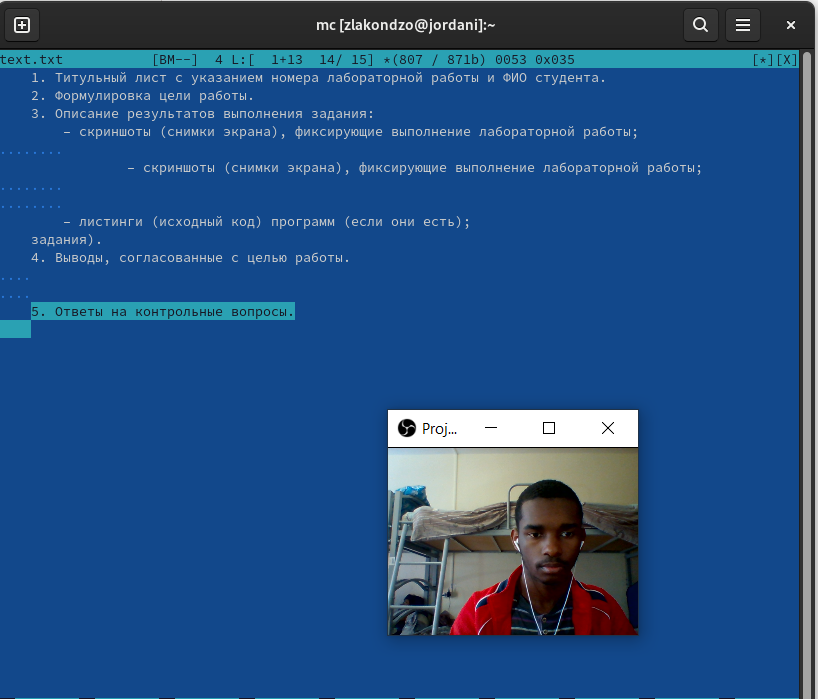 mc [zlakondzo@jordani]:~
text.txt [BM--] 4 L:[ 1+13 14/ 15] *(807 / 871b) 0053 0x035 [*][X]
1. Титульный лист с указанием номера лабораторной работы и ФИО студента.
2. Формулировка цели работы.
3. Описание результатов выполнения задания:
– скриншоты (снимки экрана), фиксирующие выполнение лабораторной работы;
– скриншоты (снимки экрана), фиксирующие выполнение лабораторной работы;
– листинги (исходный код) программ (если они есть);
задания).
4. Выводы, согласованные с целью работы.
5. Ответы на контрольные вопросы.
Proj...